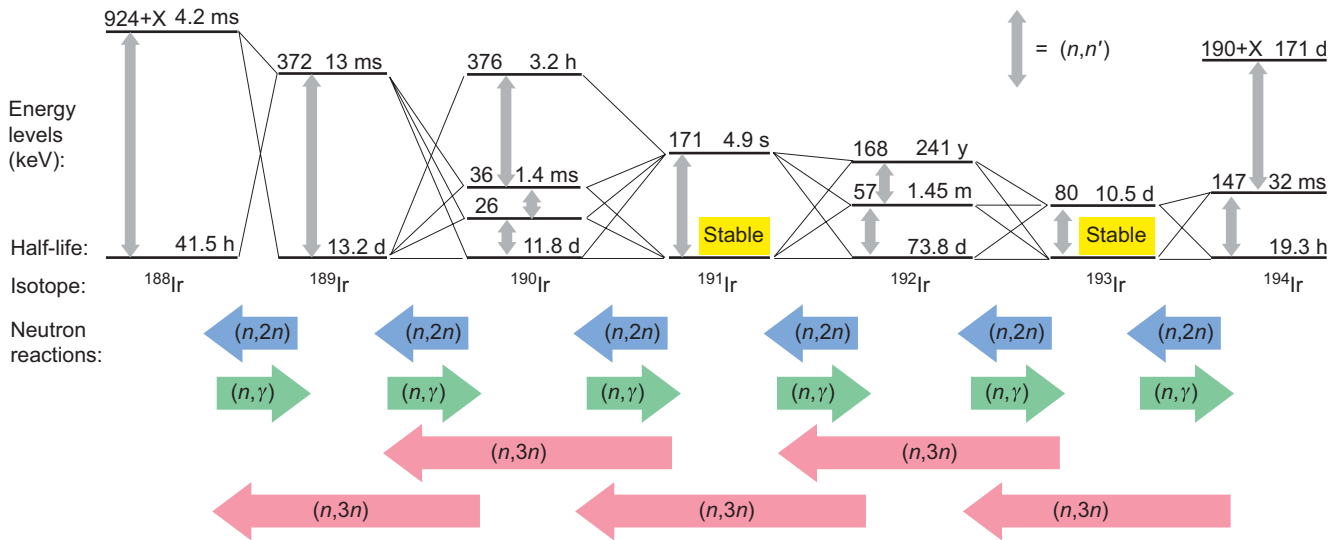 924+X 4.2 ms
372 13 ms
376 3.2 h
= (n,n′)
190+X 171 d
Energy
levels
(keV):
171 4.9 s
168 241 y
36 1.4 ms
57 1.45 m
80 10.5 d
147 32 ms
26
Stable
Stable
Half-life:
41.5 h
13.2 d
11.8 d
73.8 d
19.3 h
Isotope:
¹⁸⁸Ir
¹⁸⁹Ir
¹⁹⁰Ir
¹⁹¹Ir
¹⁹²Ir
¹⁹³Ir
¹⁹⁴Ir
Neutron
reactions:
(n,2n)
(n,2n)
(n,2n)
(n,2n)
(n,2n)
(n,2n)
(n,γ)
(n,γ)
(n,γ)
(n,γ)
(n,γ)
(n,γ)
(n,3n)
(n,3n)
(n,3n)
(n,3n)
(n,3n)